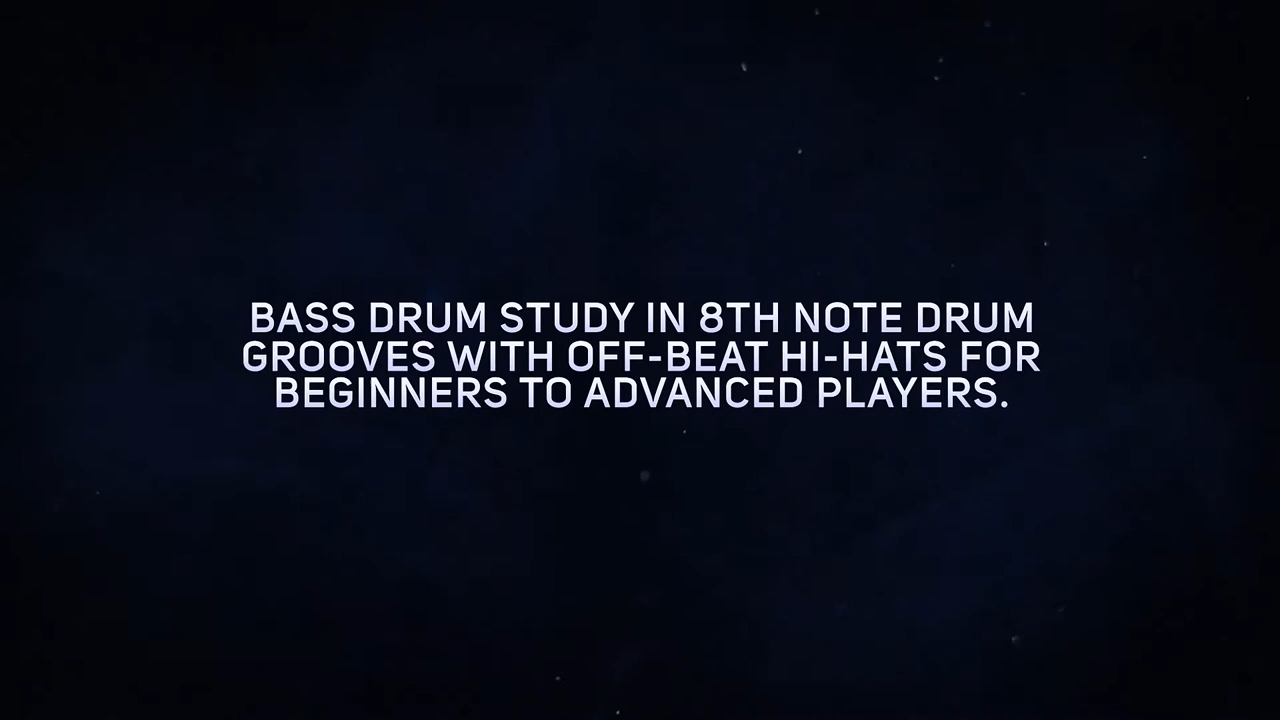 BASS DRUM STUDY IN 8TH NOTE DRUM
GROOVES WITH OFF-BEAT HI-HATS FOR
BEGINNERS TO ADVANCED PLAYERS.